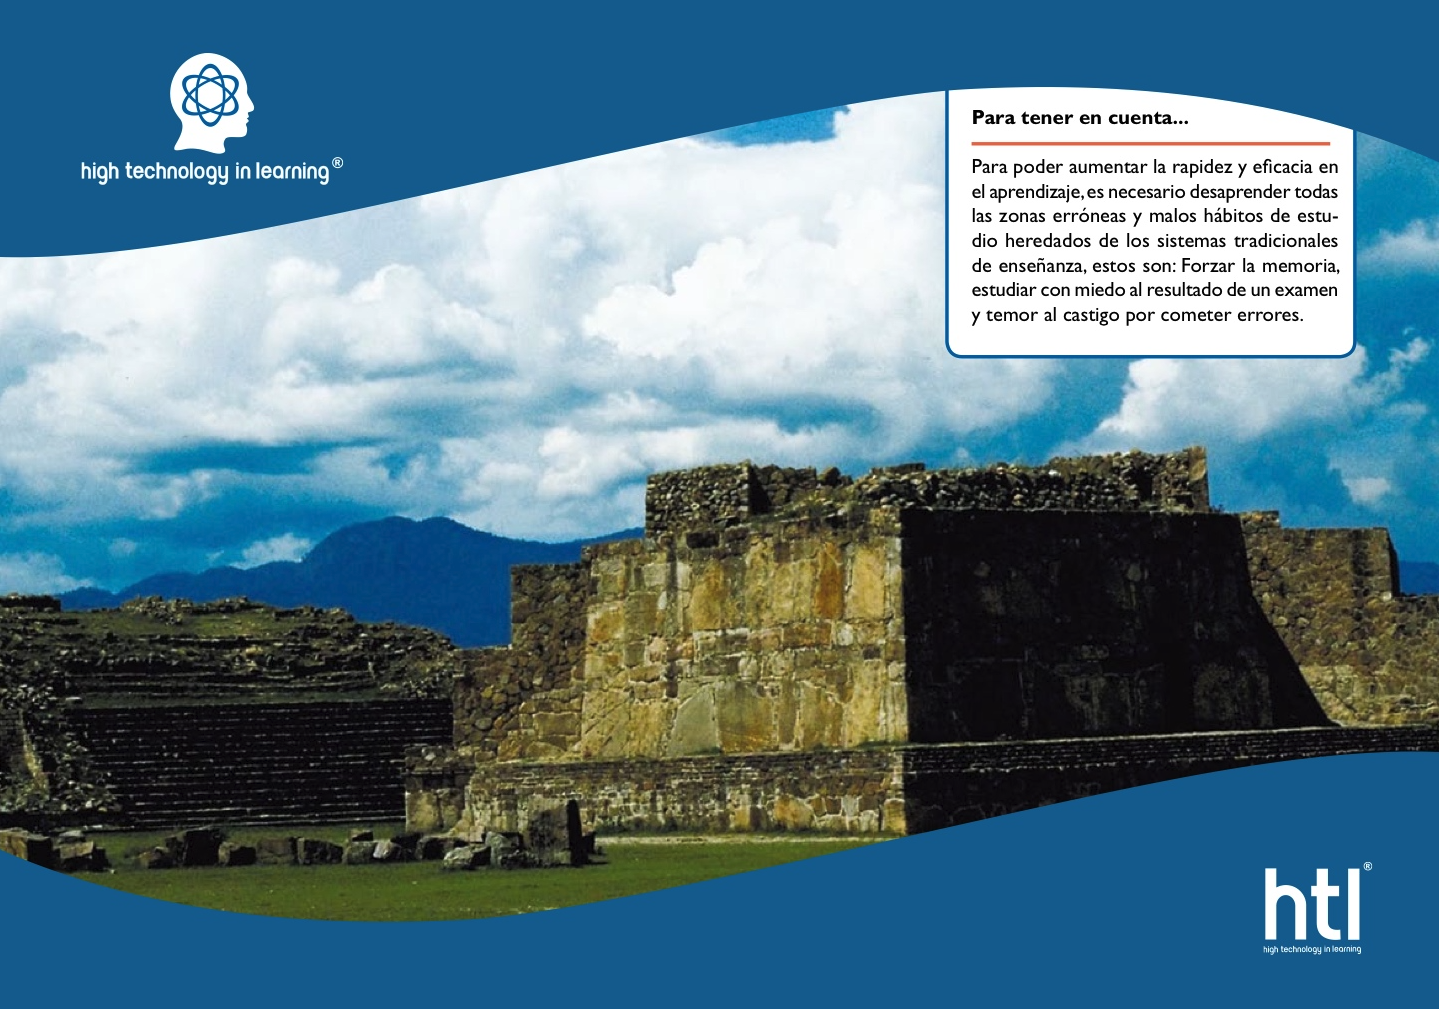 high technology in learning®
Para tener en cuenta...
Para poder aumentar la rapidez y eficacia en
el aprendizaje, es necesario desaprender todas
las zonas erróneas y malos hábitos de estu-
dio heredados de los sistemas tradicionales
de enseñanza, estos son: Forzar la memoria,
estudiar con miedo al resultado de un examen
y temor al castigo por cometer errores.
htl®
high technology in learning